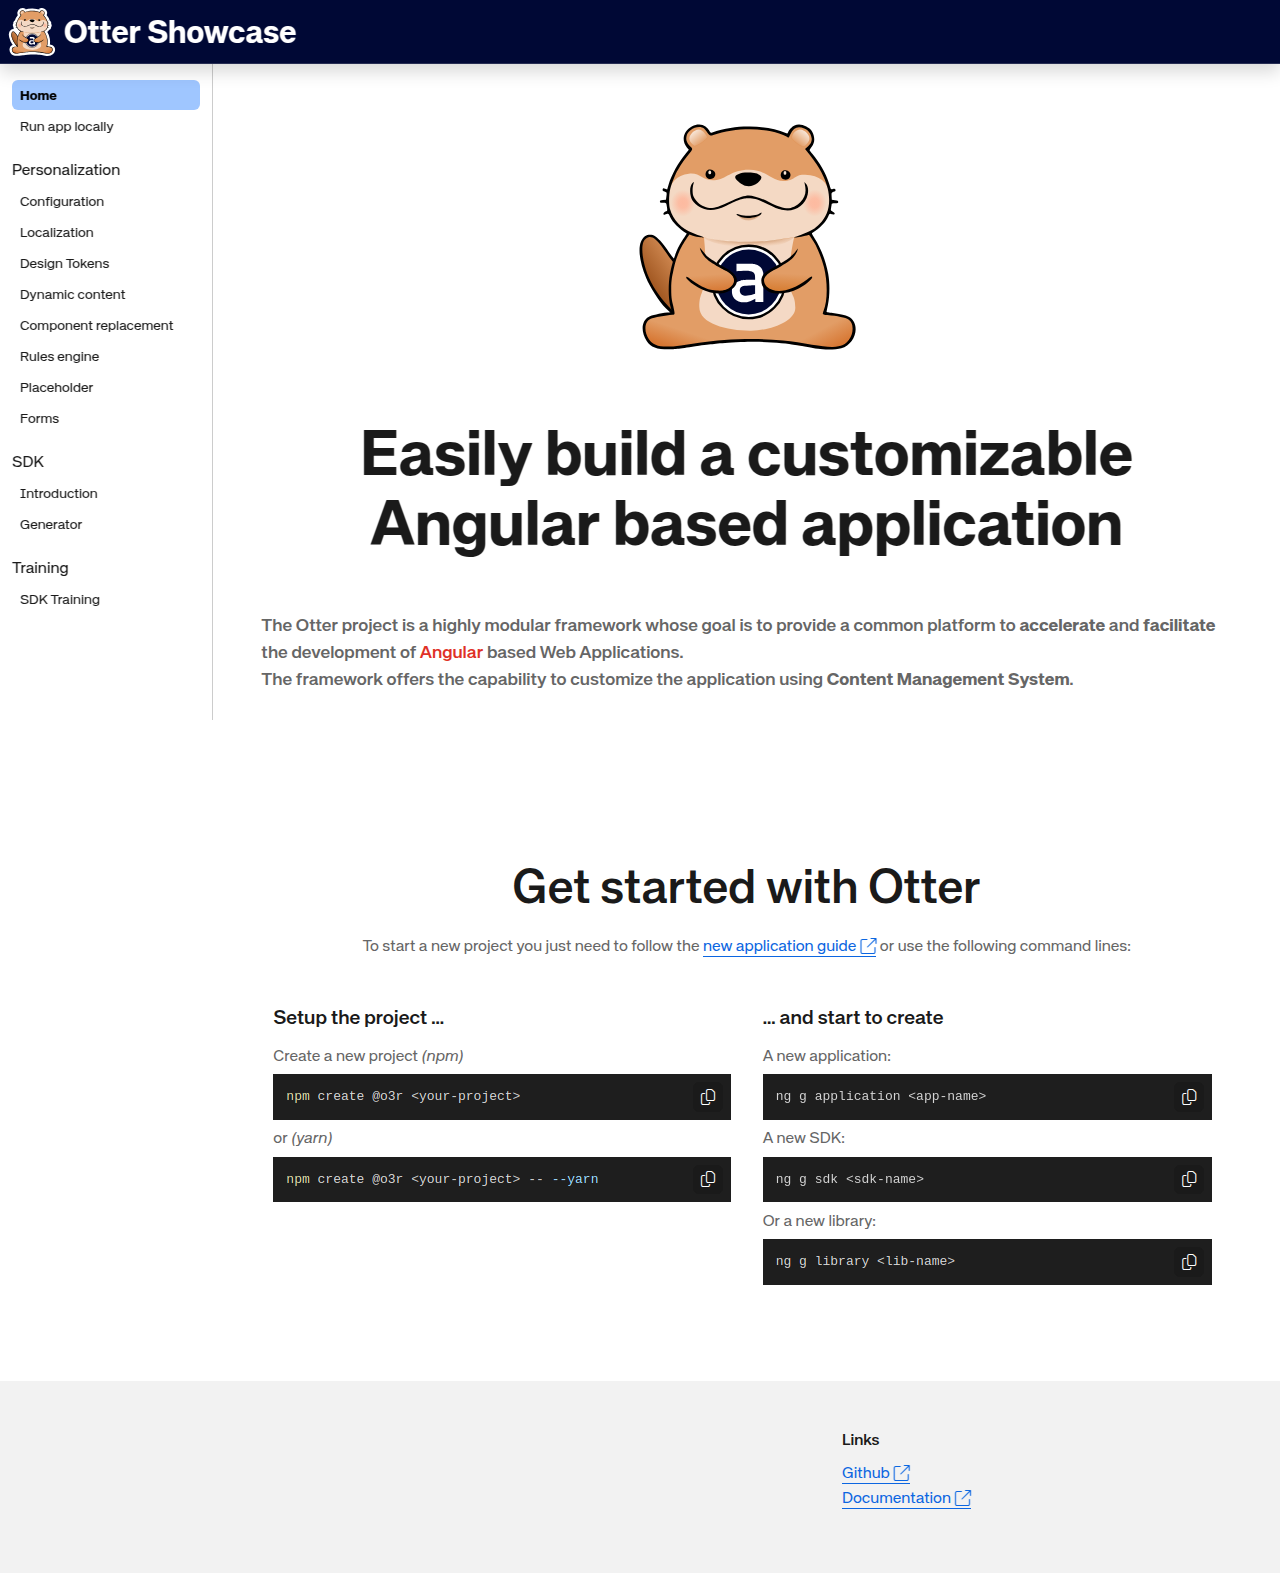 Otter Showcase
Home
Run app locally
Personalization
Configuration
Localization
Design Tokens
Dynamic content
Component replacement
Rules engine
Placeholder
Forms
SDK
Introduction
Generator
Training
SDK Training
a
Easily build a customizable
Angular based application
The Otter project is a highly modular framework whose goal is to provide a common platform to accelerate and facilitate
the development of Angular based Web Applications.
The framework offers the capability to customize the application using Content Management System.
Get started with Otter
To start a new project you just need to follow the new application guide or use the following command lines:
Setup the project ...
Create a new project (npm)
npm create @o3r <your-project>
or (yarn)
npm create @o3r <your-project> -- --yarn
... and start to create
A new application:
ng g application <app-name>
A new SDK:
ng g sdk <sdk-name>
Or a new library:
ng g library <lib-name>
Links
Github
Documentation